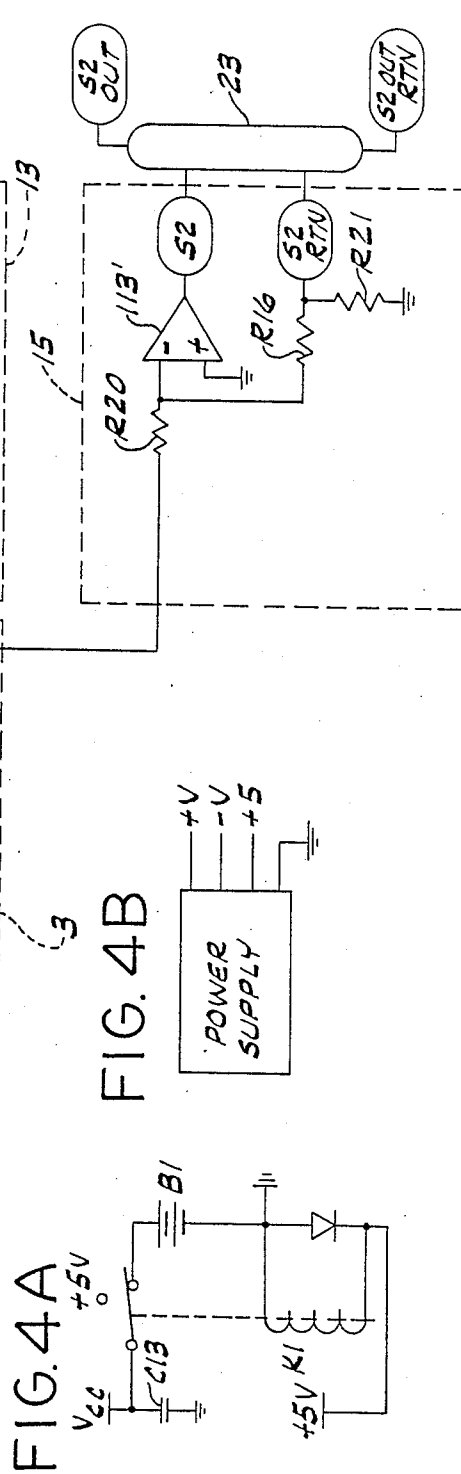 FIG. 4A
+5V
VCC
C13
B1
K1
+5V
FIG. 4B
POWER
SUPPLY
+V
-V
+5
3
13
15
R20
113'
-
+
S2
S2
RTN
R16
R21
23
S2
OUT
S2 OUT
RTN